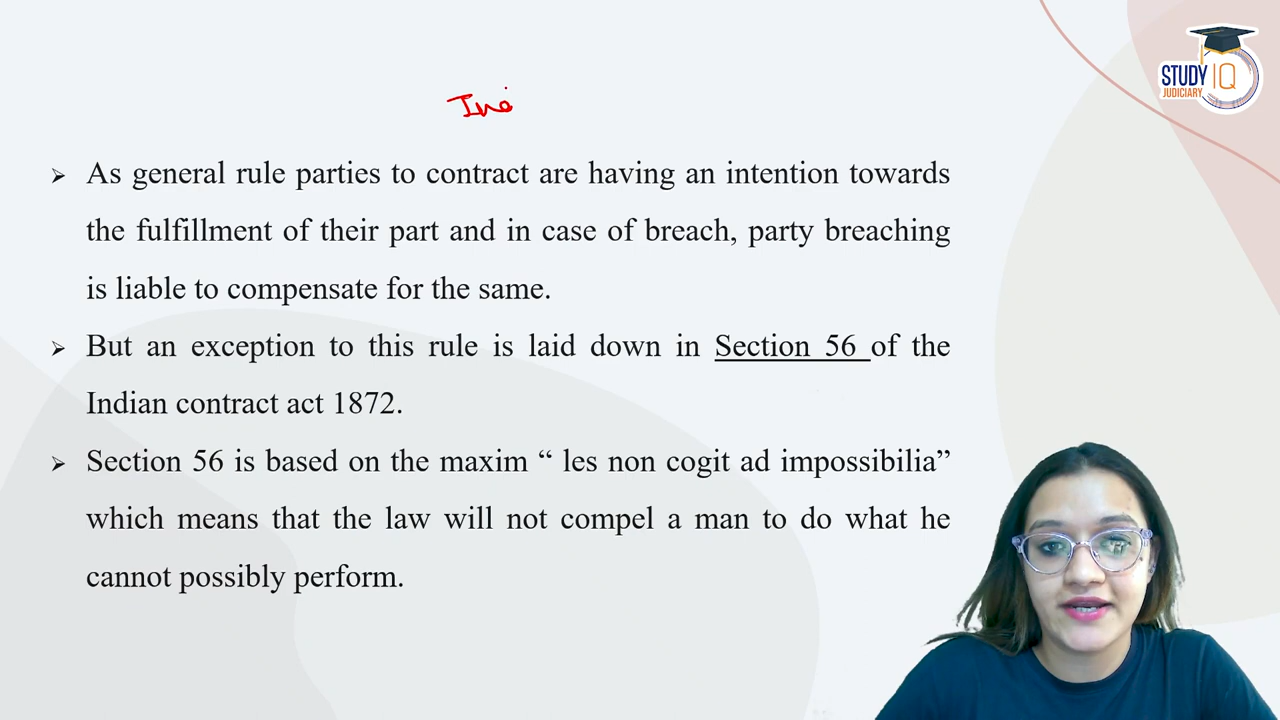 STUDY IQ
JUDICIARY
As general rule parties to contract are having an intention towards
the fulfillment of their part and in case of breach, party breaching
is liable to compensate for the same.
But an exception to this rule is laid down in Section 56 of the
Indian contract act 1872.
Section 56 is based on the maxim “ les non cogit ad impossibilia”
which means that the law will not compel a man to do what he
cannot possibly perform.